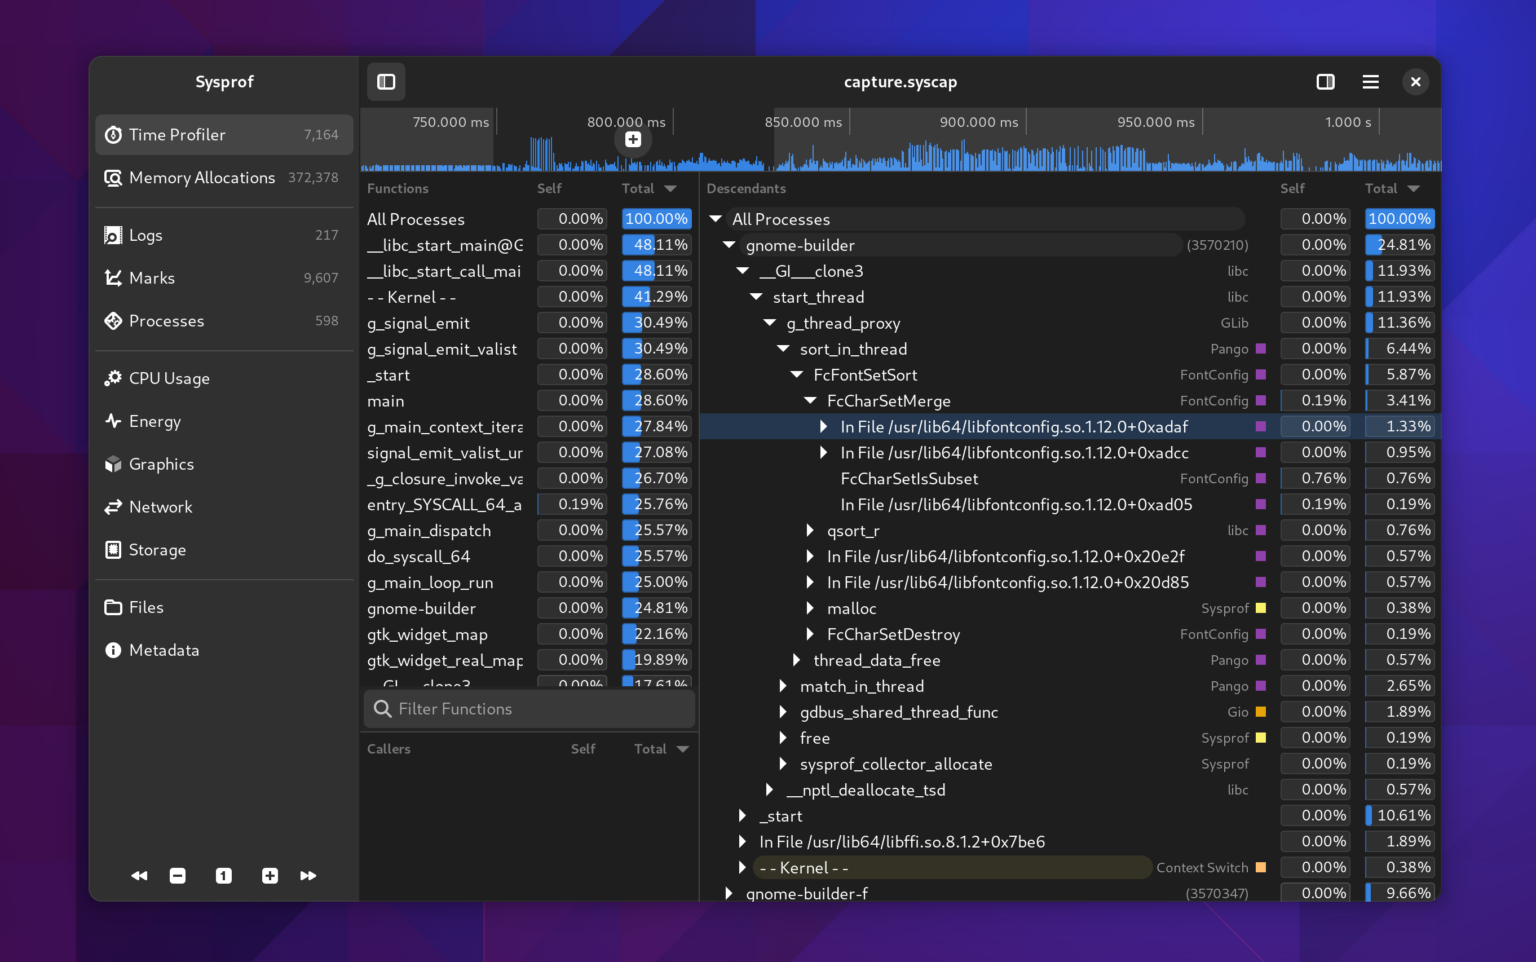 Sysprof
capture.syscap
Time Profiler 7,164
Memory Allocations 372,378
Logs 217
Marks 9,607
Processes 598
CPU Usage
Energy
Graphics
Network
Storage
Files
Metadata
1
750.000 ms 800.000 ms 850.000 ms 900.000 ms 950.000 ms 1.000 s
Functions Self Total
All Processes 0.00% 100.00%
__libc_start_main@G 0.00% 48.11%
__libc_start_call_mai 0.00% 48.11%
- - Kernel - - 0.00% 41.29%
g_signal_emit 0.00% 30.49%
g_signal_emit_valist 0.00% 30.49%
_start 0.00% 28.60%
main 0.00% 28.60%
g_main_context_itera 0.00% 27.84%
signal_emit_valist_ur 0.00% 27.08%
_g_closure_invoke_va 0.00% 26.70%
entry_SYSCALL_64_a 0.19% 25.76%
g_main_dispatch 0.00% 25.57%
do_syscall_64 0.00% 25.57%
g_main_loop_run 0.00% 25.00%
gnome-builder 0.00% 24.81%
gtk_widget_map 0.00% 22.16%
gtk_widget_real_map 0.00% 19.89%
__GI___clone3 0.00% 17.61%
Filter Functions
Callers Self Total
Descendants Self Total
All Processes 0.00% 100.00%
gnome-builder (3570210) 0.00% 24.81%
__GI___clone3 libc 0.00% 11.93%
start_thread libc 0.00% 11.93%
g_thread_proxy GLib 0.00% 11.36%
sort_in_thread Pango 0.00% 6.44%
FcFontSetSort FontConfig 0.00% 5.87%
FcCharSetMerge FontConfig 0.19% 3.41%
In File /usr/lib64/libfontconfig.so.1.12.0+0xadaf 0.00% 1.33%
In File /usr/lib64/libfontconfig.so.1.12.0+0xadcc 0.00% 0.95%
FcCharSetIsSubset FontConfig 0.76% 0.76%
In File /usr/lib64/libfontconfig.so.1.12.0+0xad05 0.19% 0.19%
qsort_r libc 0.00% 0.76%
In File /usr/lib64/libfontconfig.so.1.12.0+0x20e2f 0.00% 0.57%
In File /usr/lib64/libfontconfig.so.1.12.0+0x20d85 0.00% 0.57%
malloc Sysprof 0.00% 0.38%
FcCharSetDestroy FontConfig 0.00% 0.19%
thread_data_free Pango 0.00% 0.57%
match_in_thread Pango 0.00% 2.65%
gdbus_shared_thread_func Gio 0.00% 1.89%
free Sysprof 0.00% 0.19%
sysprof_collector_allocate Sysprof 0.00% 0.19%
__nptl_deallocate_tsd libc 0.00% 0.57%
_start 0.00% 10.61%
In File /usr/lib64/libffi.so.8.1.2+0x7be6 0.00% 1.89%
- - Kernel - - Context Switch 0.00% 0.38%
gnome-builder-f (3570347) 0.00% 9.66%